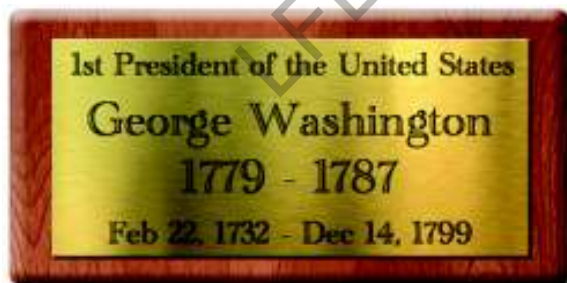 1st President of the United States
George Washington
1779 - 1787
Feb 22, 1732 - Dec 14, 1799